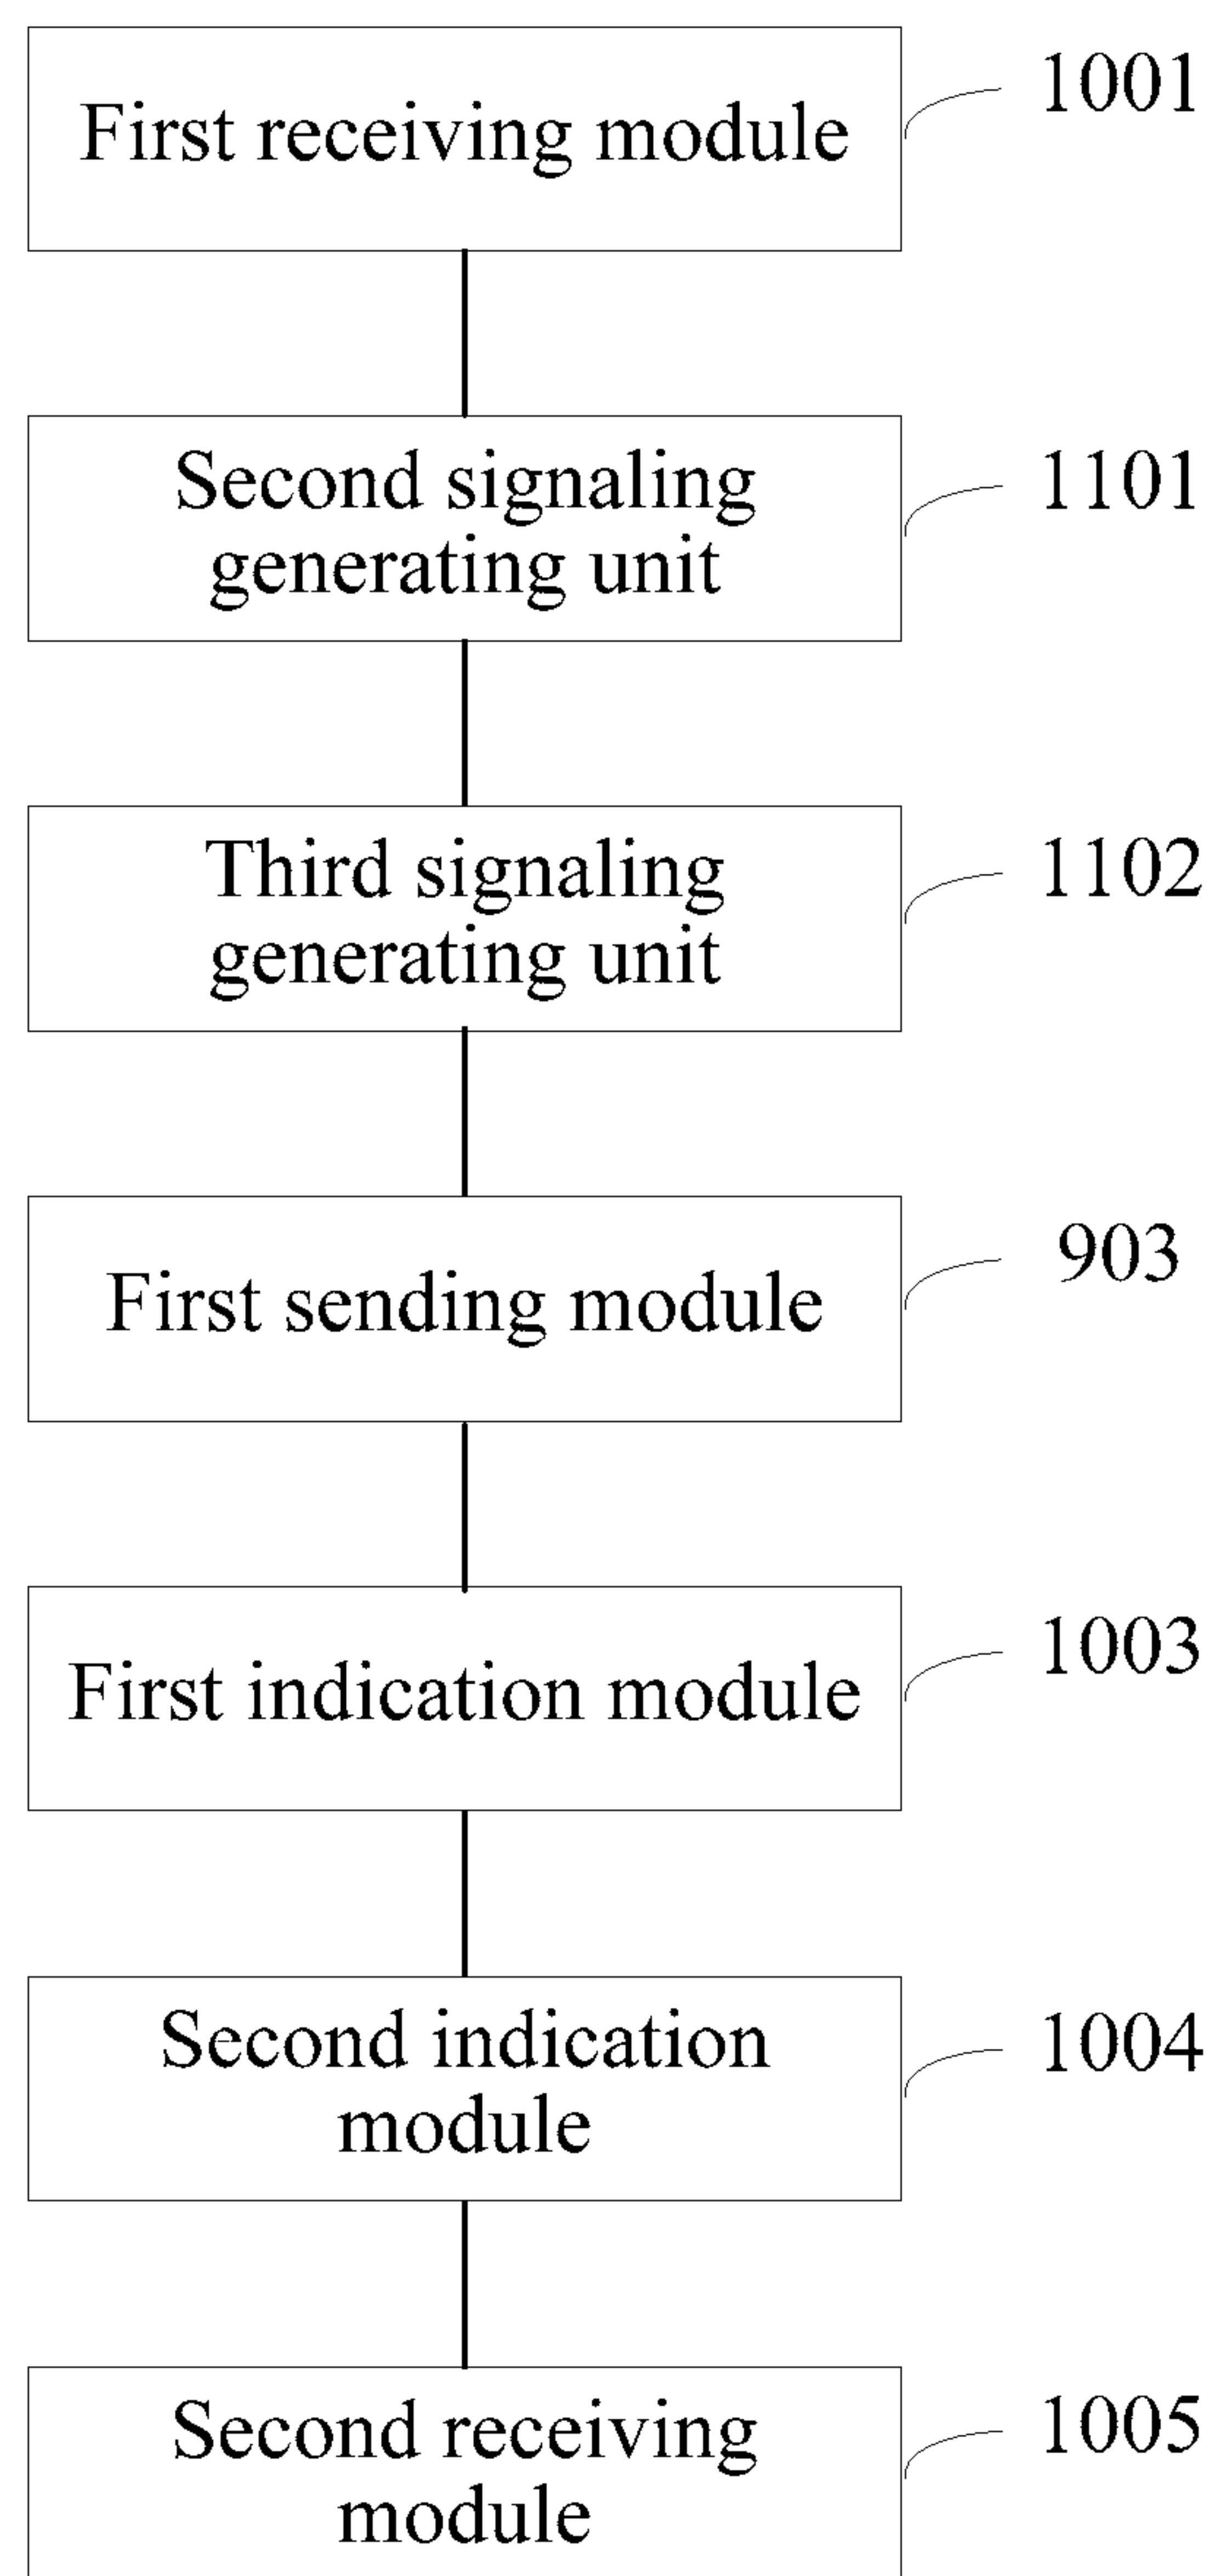 First receiving module
1001
Second signaling
generating unit
1101
Third signaling
generating unit
1102
First sending module
903
First indication module
1003
Second indication
module
1004
Second receiving
module
1005